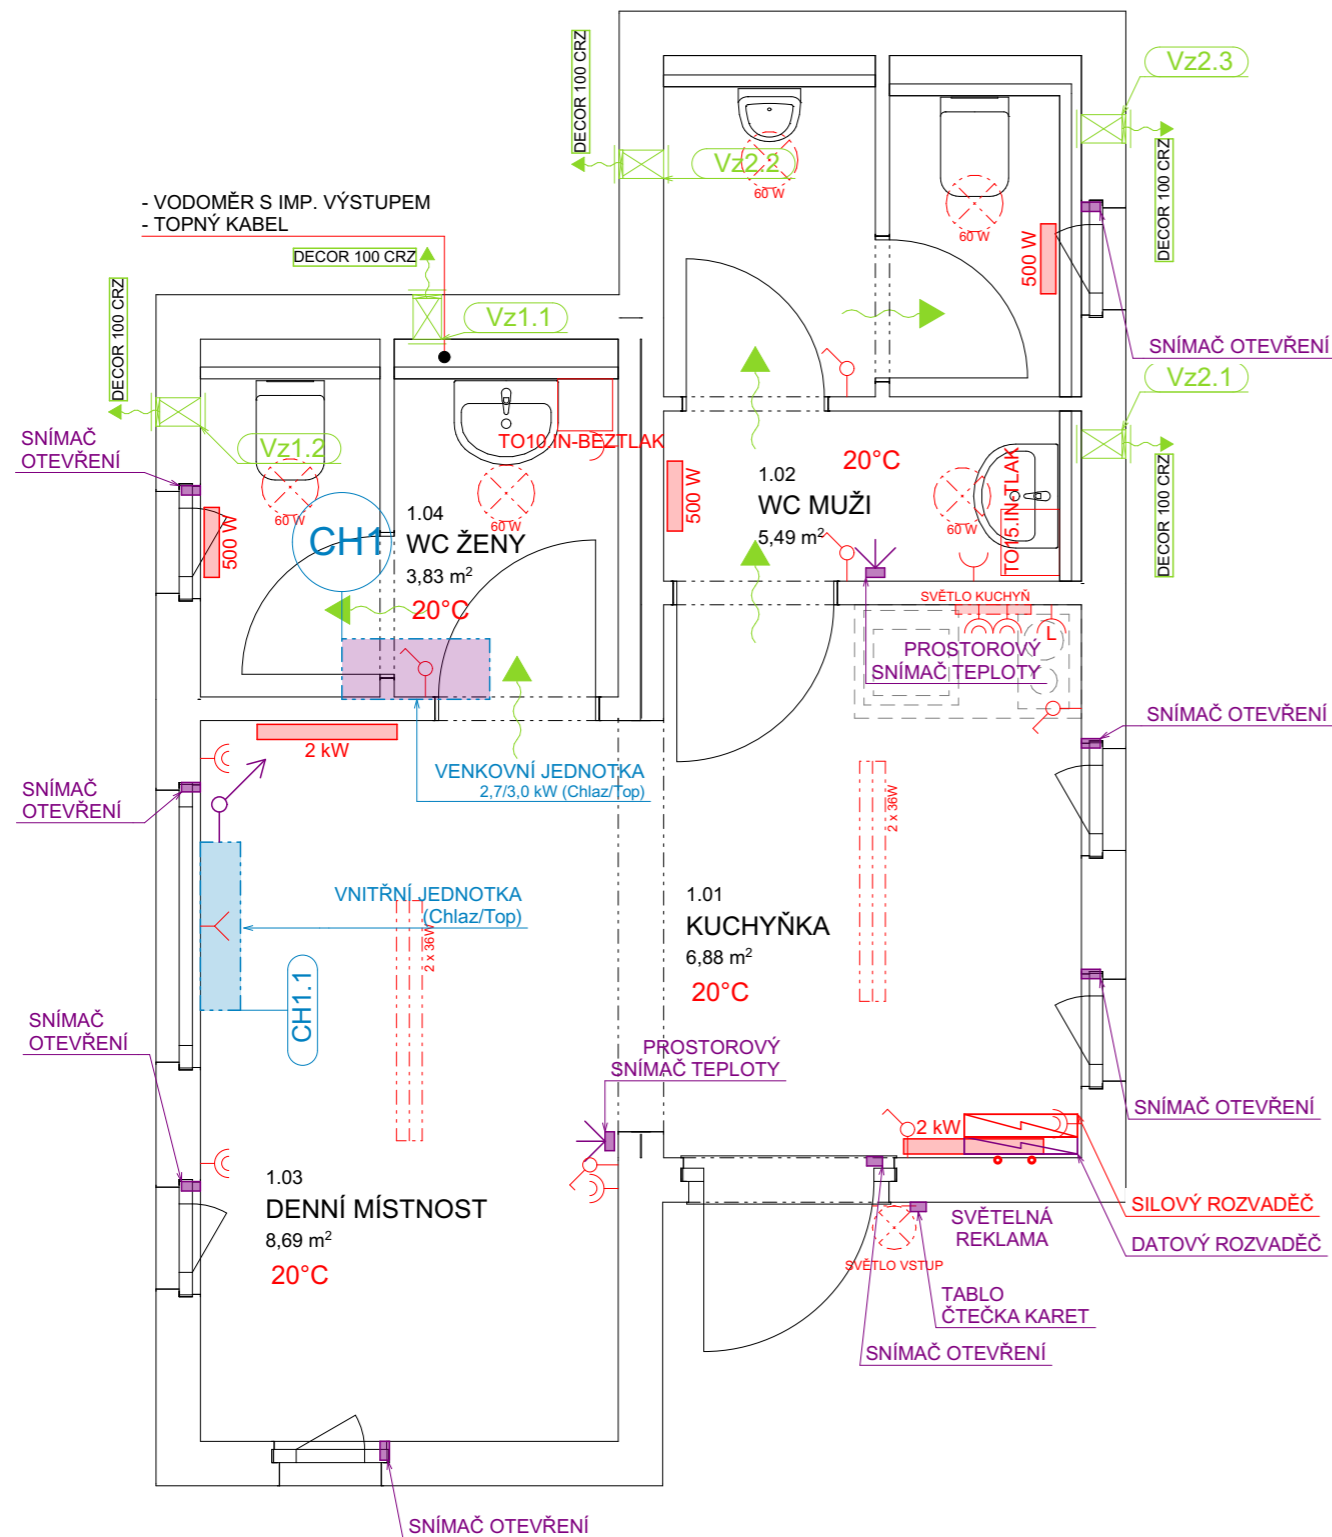 DECOR 100 CRZ
Vz2.3
Vz2.2
60 W
DECOR 100 CRZ
- VODOMĚR S IMP. VÝSTUPEM
- TOPNÝ KABEL
60 W
500 W
DECOR 100 CRZ
DECOR 100 CRZ
Vz1.1
SNÍMAČ OTEVŘENÍ
Vz2.1
SNÍMAČ
OTEVŘENÍ
Vz1.2
TO10.IN-BEZTLAK
20°C
1.02
WC MUŽI
5,49 m²
500 W
60 W
TO15.IN-TLAK
DECOR 100 CRZ
500 W
60 W
CH1
1.04
WC ŽENY
3,83 m²
20°C
60 W
SVĚTLO KUCHYŇ
L
PROSTOROVÝ
SNÍMAČ TEPLOTY
SNÍMAČ OTEVŘENÍ
2 kW
VENKOVNÍ JEDNOTKA
2,7/3,0 kW (Chlaz/Top)
SNÍMAČ
OTEVŘENÍ
2 x 36W
VNITŘNÍ JEDNOTKA
(Chlaz/Top)
2 x 36W
1.01
KUCHYŇKA
6,88 m²
20°C
CH1.1
SNÍMAČ
OTEVŘENÍ
PROSTOROVÝ
SNÍMAČ TEPLOTY
SNÍMAČ OTEVŘENÍ
2 kW
1.03
DENNÍ MÍSTNOST
8,69 m²
20°C
SILOVÝ ROZVADĚČ
SVĚTELNÁ
REKLAMA
DATOVÝ ROZVADĚČ
SVĚTLO VSTUP
TABLO
ČTEČKA KARET
SNÍMAČ OTEVŘENÍ
SNÍMAČ OTEVŘENÍ